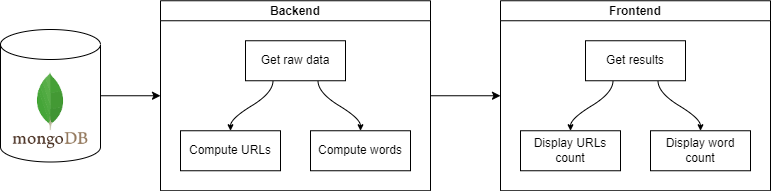 Backend
Frontend
Get raw data
Get results
mongoDB
Compute URLs
Compute words
Display URLs
count
Display word
count